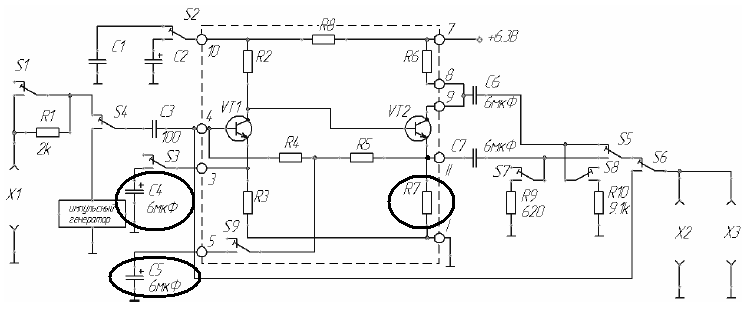 S2
R8
7
+6.3В
S1
C1
C2
10
R2
R6
8
C6
9
6мкФ
R1
2k
S4
C3
4
100
VT1
VT2
C7
6мкФ
S5
S6
R4
R5
S3
3
11
S7
S8
X1
C4
6мкФ
R3
R7
R9
620
R10
9.1k
импульсный
генератор
S9
5
1
X2
X3
C5
6мкФ